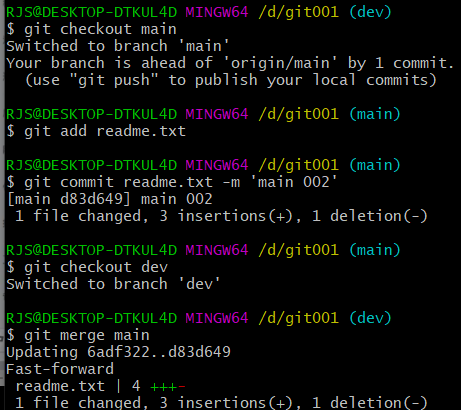 RJS@DESKTOP-DTKUL4D MINGW64 /d/git001 (dev)
$ git checkout main
Switched to branch 'main'
Your branch is ahead of 'origin/main' by 1 commit.
  (use "git push" to publish your local commits)
RJS@DESKTOP-DTKUL4D MINGW64 /d/git001 (main)
$ git add readme.txt
RJS@DESKTOP-DTKUL4D MINGW64 /d/git001 (main)
$ git commit readme.txt -m 'main 002'
[main d83d649] main 002
 1 file changed, 3 insertions(+), 1 deletion(-)
RJS@DESKTOP-DTKUL4D MINGW64 /d/git001 (main)
$ git checkout dev
Switched to branch 'dev'
RJS@DESKTOP-DTKUL4D MINGW64 /d/git001 (dev)
$ git merge main
Updating 6adf322..d83d649
Fast-forward
 readme.txt | 4 +++-
 1 file changed, 3 insertions(+), 1 deletion(-)